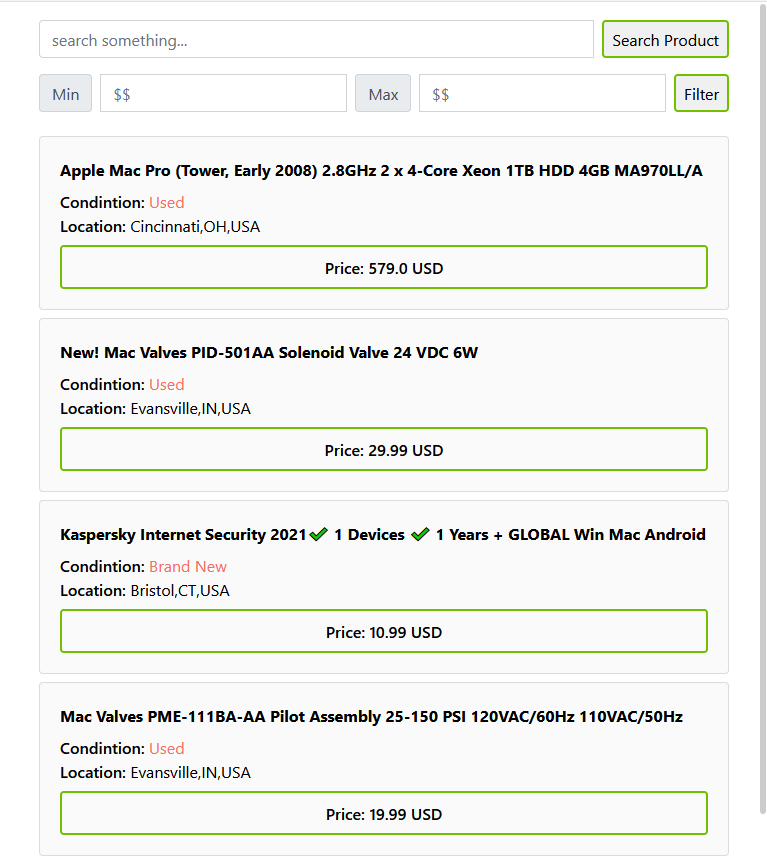 search something... Search Product
Min $$ Max $$ Filter
Apple Mac Pro (Tower, Early 2008) 2.8GHz 2 x 4-Core Xeon 1TB HDD 4GB MA970LL/A
Condintion: Used
Location: Cincinnati,OH,USA
Price: 579.0 USD
New! Mac Valves PID-501AA Solenoid Valve 24 VDC 6W
Condintion: Used
Location: Evansville,IN,USA
Price: 29.99 USD
Kaspersky Internet Security 2021✔ 1 Devices ✔ 1 Years + GLOBAL Win Mac Android
Condintion: Brand New
Location: Bristol,CT,USA
Price: 10.99 USD
Mac Valves PME-111BA-AA Pilot Assembly 25-150 PSI 120VAC/60Hz 110VAC/50Hz
Condintion: Used
Location: Evansville,IN,USA
Price: 19.99 USD